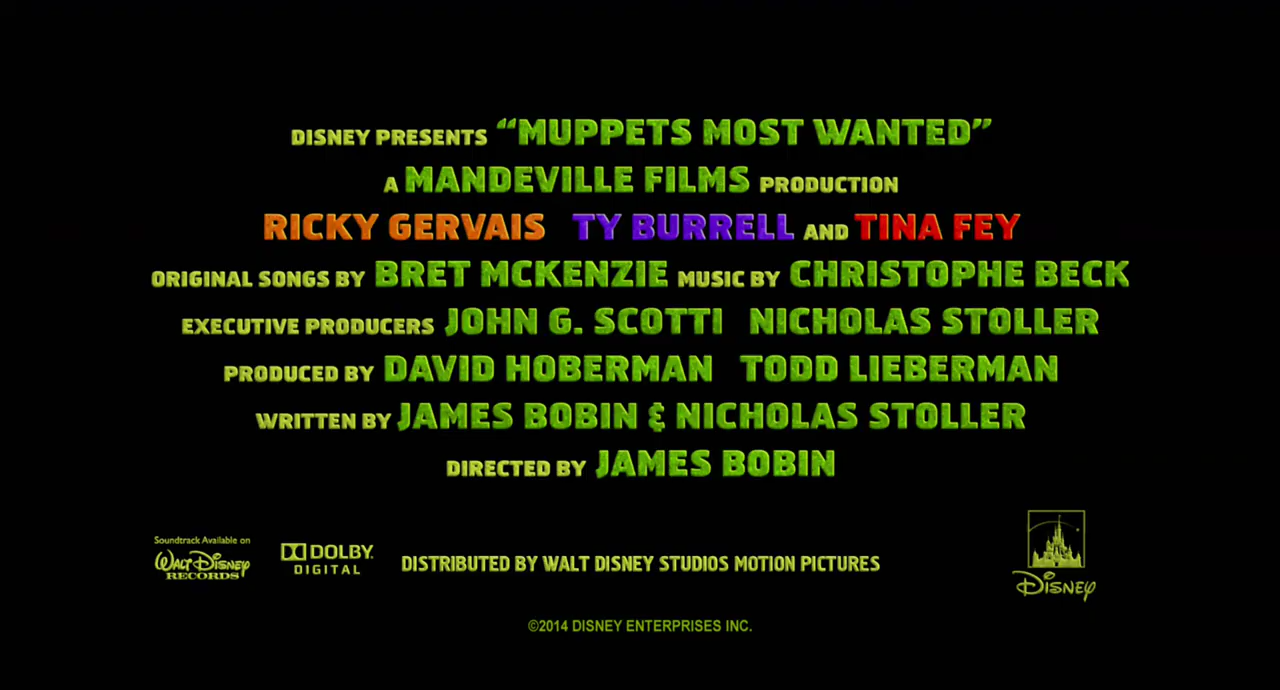 DISNEY PRESENTS “MUPPETS MOST WANTED”
A MANDEVILLE FILMS PRODUCTION
RICKY GERVAIS TY BURRELL AND TINA FEY
ORIGINAL SONGS BY BRET MCKENZIE MUSIC BY CHRISTOPHE BECK
EXECUTIVE PRODUCERS JOHN G. SCOTTI NICHOLAS STOLLER
PRODUCED BY DAVID HOBERMAN TODD LIEBERMAN
WRITTEN BY JAMES BOBIN & NICHOLAS STOLLER
DIRECTED BY JAMES BOBIN
Soundtrack Available on
WALT DISNEY
RECORDS
DOLBY
DIGITAL
DISTRIBUTED BY WALT DISNEY STUDIOS MOTION PICTURES
DISNEY
©2014 DISNEY ENTERPRISES INC.